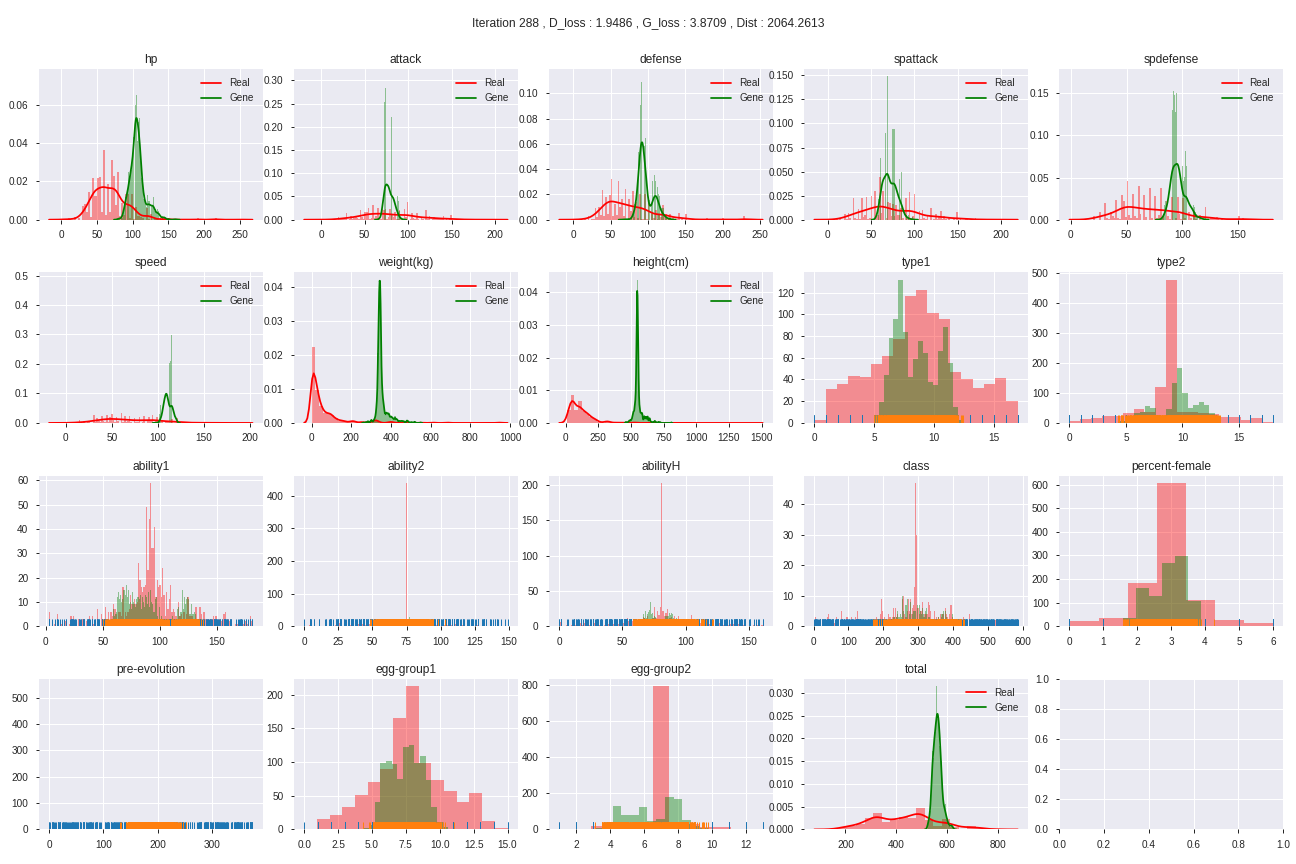 Iteration 288 , D_loss : 1.9486 , G_loss : 3.8709 , Dist : 2064.2613
hp
Real
Gene
0.06
0.04
0.02
0.00
0 50 100 150 200 250
attack
Real
Gene
0.30
0.25
0.20
0.15
0.10
0.05
0.00
0 50 100 150 200
defense
Real
Gene
0.10
0.08
0.06
0.04
0.02
0.00
0 50 100 150 200 250
spattack
Real
Gene
0.150
0.125
0.100
0.075
0.050
0.025
0.000
0 50 100 150 200
spdefense
Real
Gene
0.15
0.10
0.05
0.00
0 50 100 150
speed
Real
Gene
0.5
0.4
0.3
0.2
0.1
0.0
0 50 100 150 200
weight(kg)
Real
Gene
0.04
0.03
0.02
0.01
0.00
0 200 400 600 800 1000
height(cm)
Real
Gene
0.04
0.03
0.02
0.01
0.00
0 250 500 750 1000 1250 1500
type1
120
100
80
60
40
20
0
0 5 10 15
type2
500
400
300
200
100
0
0 5 10 15
ability1
60
50
40
30
20
10
0
0 50 100 150
ability2
400
300
200
100
0
0 25 50 75 100 125 150
abilityH
200
150
100
50
0
0 50 100 150
class
40
30
20
10
0
0 100 200 300 400 500 600
percent-female
600
500
400
300
200
100
0
0 1 2 3 4 5 6
pre-evolution
500
400
300
200
100
0
0 100 200 300
egg-group1
200
150
100
50
0
0.0 2.5 5.0 7.5 10.0 12.5 15.0
egg-group2
800
600
400
200
0
2 4 6 8 10 12
total
Real
Gene
0.030
0.025
0.020
0.015
0.010
0.005
0.000
200 400 600 800
1.0
0.8
0.6
0.4
0.2
0.0
0.0 0.2 0.4 0.6 0.8 1.0